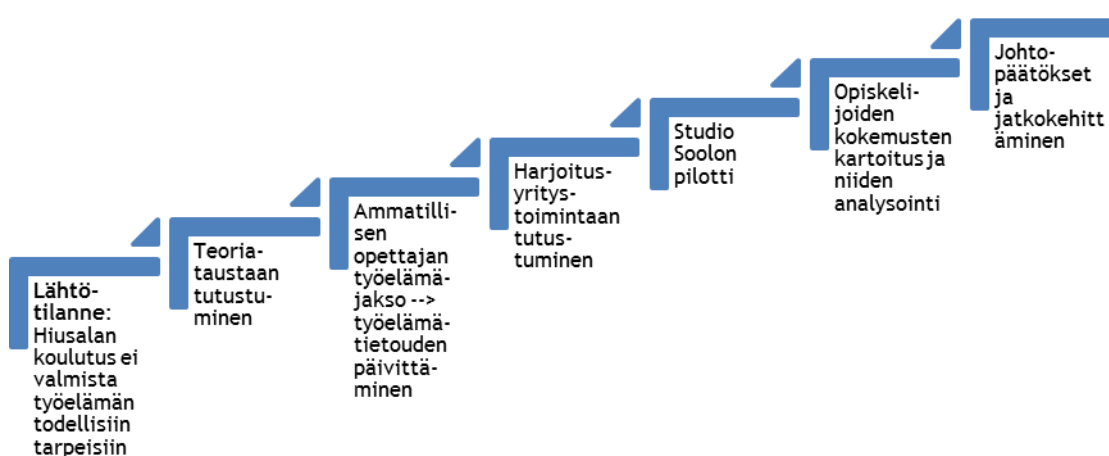 Lähtö-
tilanne:
Hiusalan
koulutus ei
valmista
työelämän
todellisiin
tarpeisiin
Teoria-
taustaan
tutustu-
minen
Ammatilli-
sen
opettajan
työelämä-
jakso -->
työelämä-
tietouden
päivittä-
minen
Harjoitus-
yritys-
toimintaan
tutus-
tuminen
Studio
Soolon
pilotti
Opiskeli-
joiden
kokemusten
kartoitus ja
niiden
analysointi
Johto-
päätökset
ja
jatkokehitt
äminen